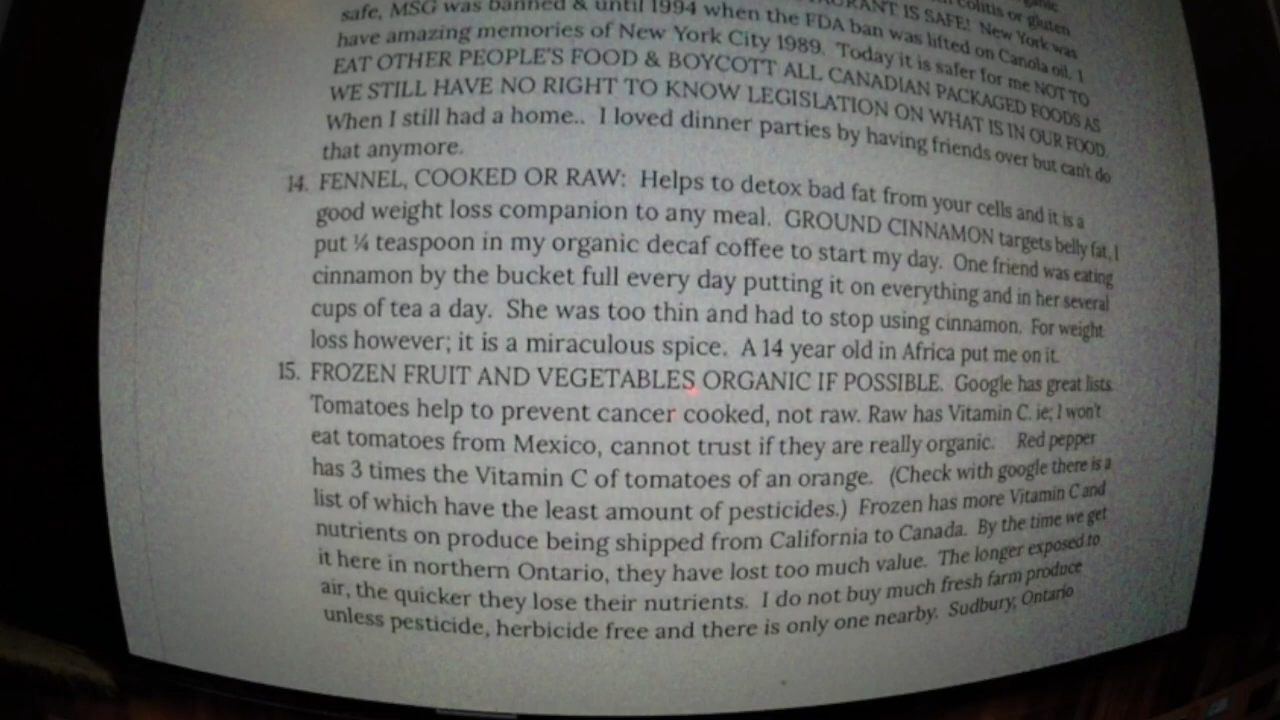 colitis or gluten
RANT IS SAFE! New York was
safe, MSG was banned & until 1994 when the FDA ban was lifted on Canola oil. I
have amazing memories of New York City 1989. Today it is safer for me NOT TO
EAT OTHER PEOPLE'S FOOD & BOYCOTT ALL CANADIAN PACKAGED FOODS AS
WE STILL HAVE NO RIGHT TO KNOW LEGISLATION ON WHAT IS IN OUR FOOD.
When I still had a home.. I loved dinner parties by having friends over but can't do
that anymore.
14. FENNEL, COOKED OR RAW: Helps to detox bad fat from your cells and it is a
good weight loss companion to any meal. GROUND CINNAMON targets belly fat, I
put ¼ teaspoon in my organic decaf coffee to start my day. One friend was eating
cinnamon by the bucket full every day putting it on everything and in her several
cups of tea a day. She was too thin and had to stop using cinnamon. For weight
loss however; it is a miraculous spice. A 14 year old in Africa put me on it.
15. FROZEN FRUIT AND VEGETABLES ORGANIC IF POSSIBLE. Google has great lists.
Tomatoes help to prevent cancer cooked, not raw. Raw has Vitamin C. ie; I won't
eat tomatoes from Mexico, cannot trust if they are really organic. Red pepper
has 3 times the Vitamin C of tomatoes of an orange. (Check with google there is a
list of which have the least amount of pesticides.) Frozen has more Vitamin C and
nutrients on produce being shipped from California to Canada. By the time we get
it here in northern Ontario, they have lost too much value. The longer exposed to
air, the quicker they lose their nutrients. I do not buy much fresh farm produce
unless pesticide, herbicide free and there is only one nearby. Sudbury, Ontario